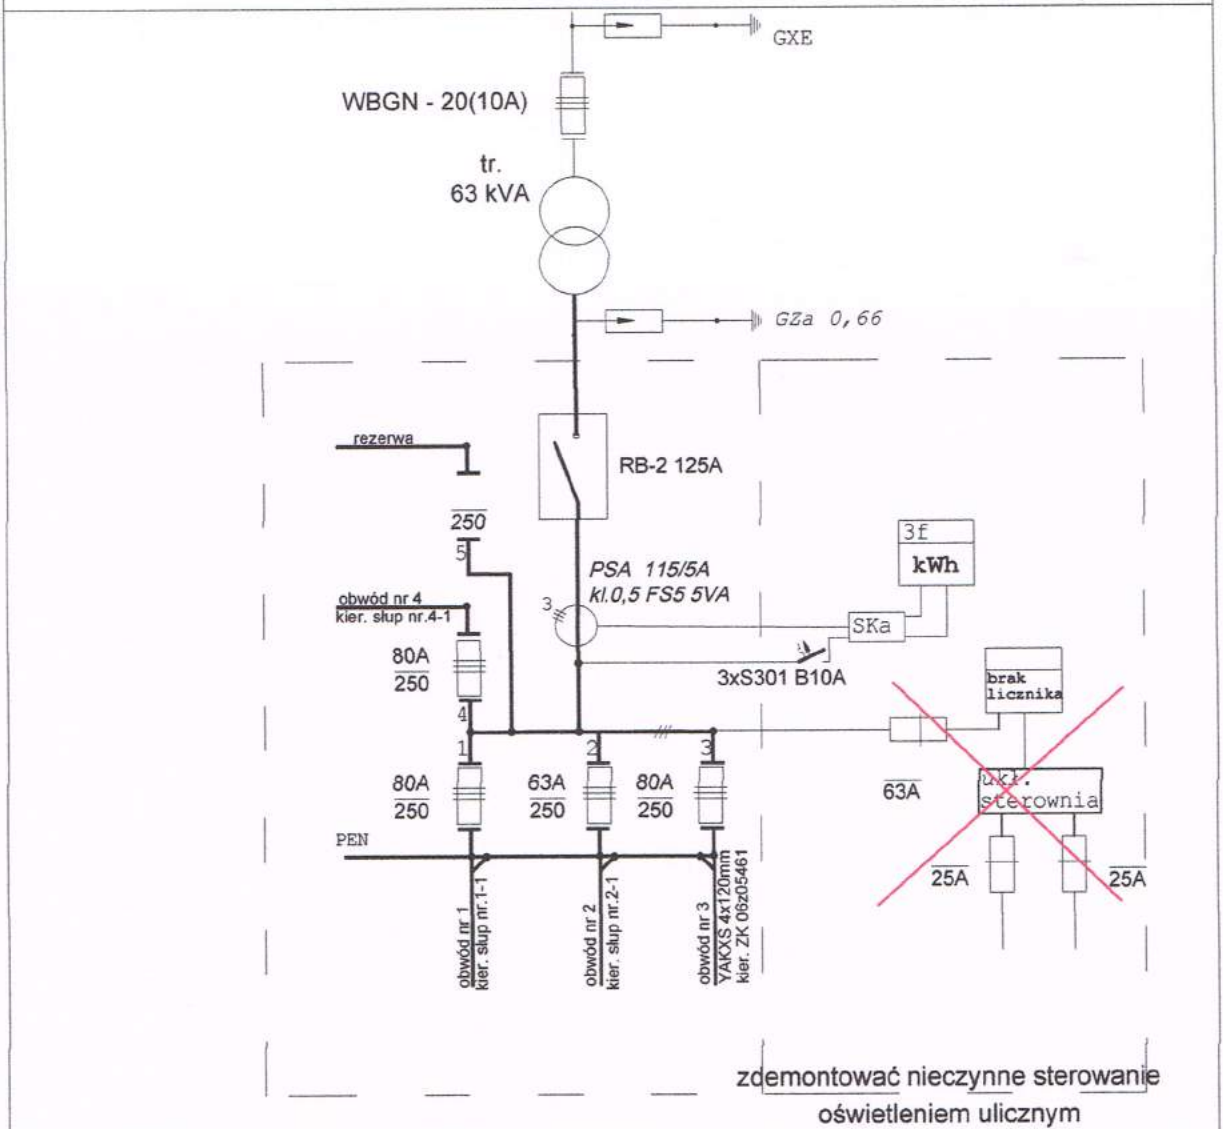 GXE
WBGN - 20(10A)
tr.
63 kVA
GZa 0,66
rezerwa
RB-2 125A
250
5
3f
kWh
PSA 115/5A
kl.0,5 FS5 5VA
3
obwód nr 4
kier. słup nr.4-1
SKa
80A
250
3xS301 B10A
brak
licznika
4
1
2
3
80A
250
63A
250
80A
250
63A
ukł.
sterownia
PEN
25A
25A
obwód nr 1
kier. słup nr.1-1
obwód nr 2
kier. słup nr.2-1
obwód nr 3
YAKXS 4x120mm
kier. ZK 06z05461
zdemontować nieczynne sterowanie
oświetleniem ulicznym